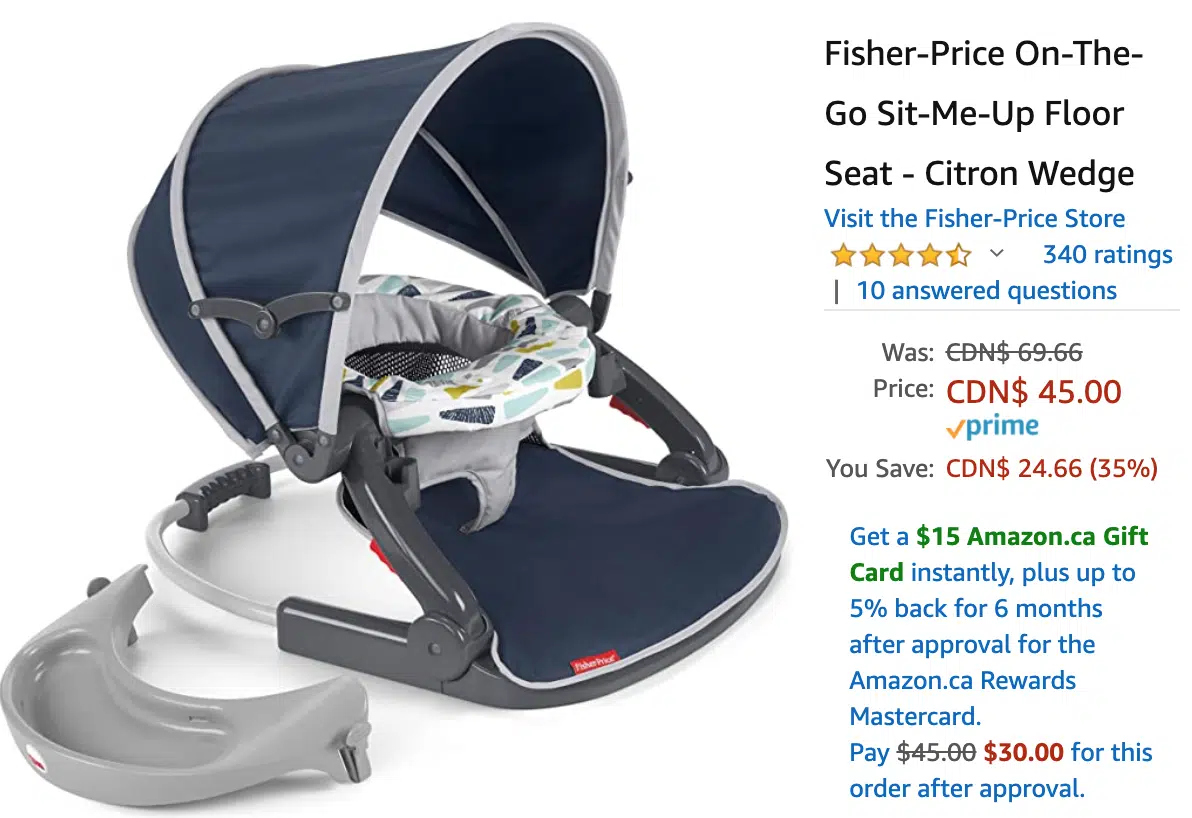 Fisher-Price On-The-
Go Sit-Me-Up Floor
Seat - Citron Wedge
Visit the Fisher-Price Store
340 ratings
| 10 answered questions
Was: CDN$ 69.66
Price: CDN$ 45.00
prime
You Save: CDN$ 24.66 (35%)
Get a $15 Amazon.ca Gift
Card instantly, plus up to
5% back for 6 months
after approval for the
Amazon.ca Rewards
Mastercard.
Pay $45.00 $30.00 for this
order after approval.
Fisher-Price